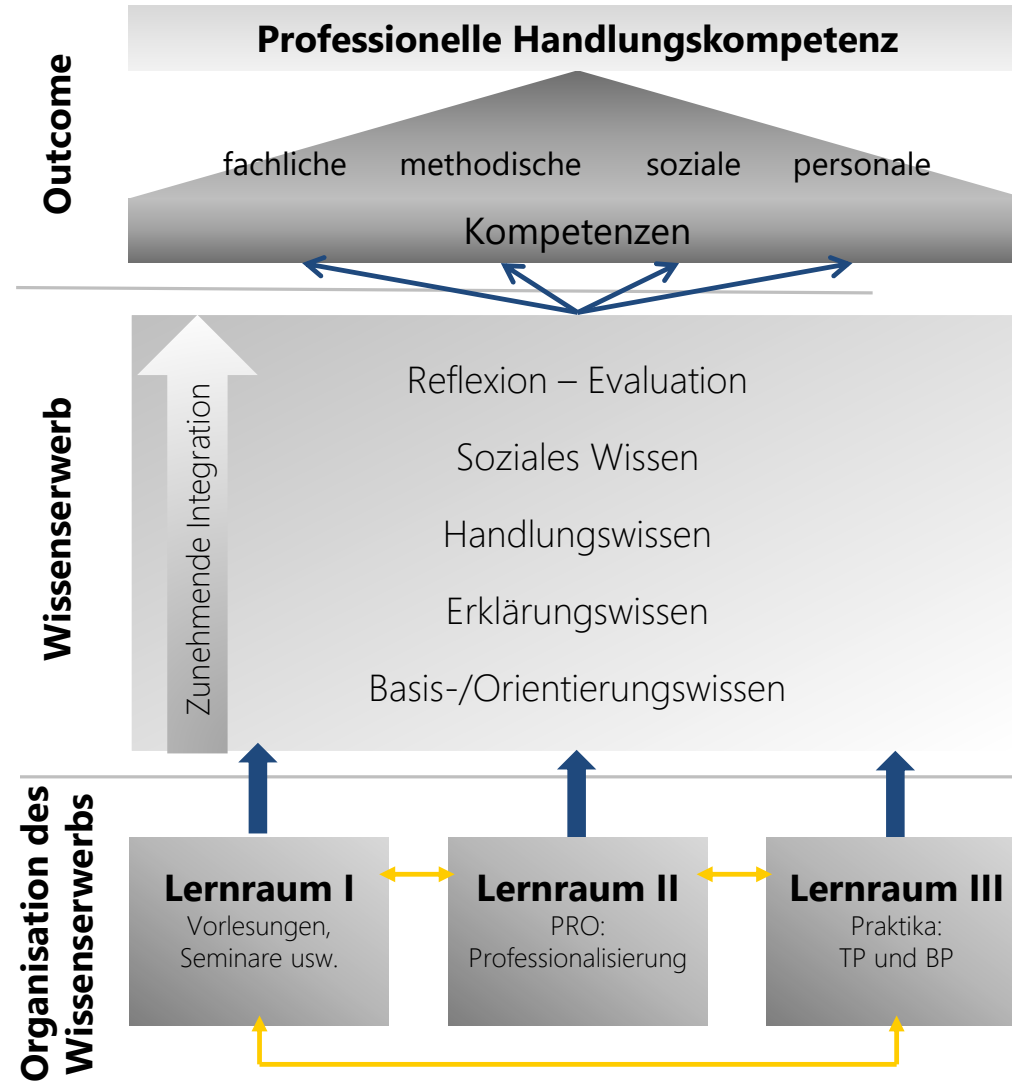 Outcome
Professionelle Handlungskompetenz
fachliche methodische soziale personale
Kompetenzen
Wissenserwerb
Zunehmende Integration
Reflexion – Evaluation
Soziales Wissen
Handlungswissen
Erklärungswissen
Basis-/Orientierungswissen
Organisation des
Wissenserwerbs
Lernraum I
Vorlesungen,
Seminare usw.
Lernraum II
PRO:
Professionalisierung
Lernraum III
Praktika:
TP und BP